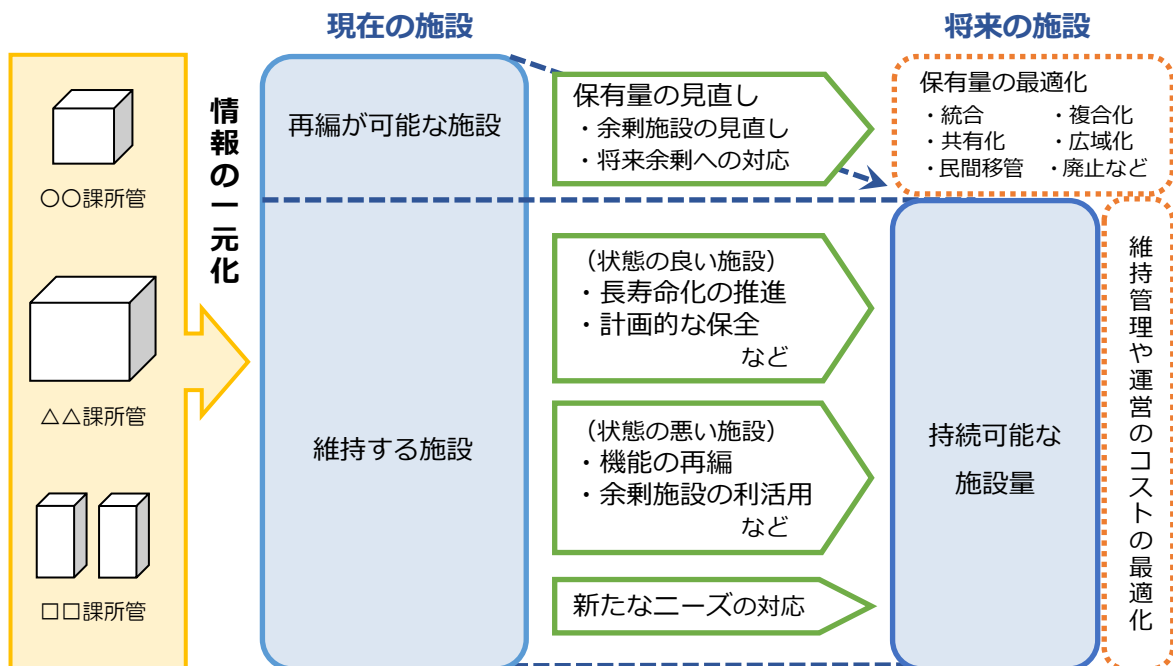 現在の施設
将来の施設
〇〇課所管
△△課所管
□□課所管
情報の一元化
再編が可能な施設
維持する施設
保有量の見直し
・余剰施設の見直し
・将来余剰への対応
（状態の良い施設）
・長寿命化の推進
・計画的な保全
など
（状態の悪い施設）
・機能の再編
・余剰施設の利活用
など
新たなニーズの対応
保有量の最適化
・統合　・複合化
・共有化　・広域化
・民間移管　・廃止など
持続可能な
施設量
維持管理や運営のコストの最適化